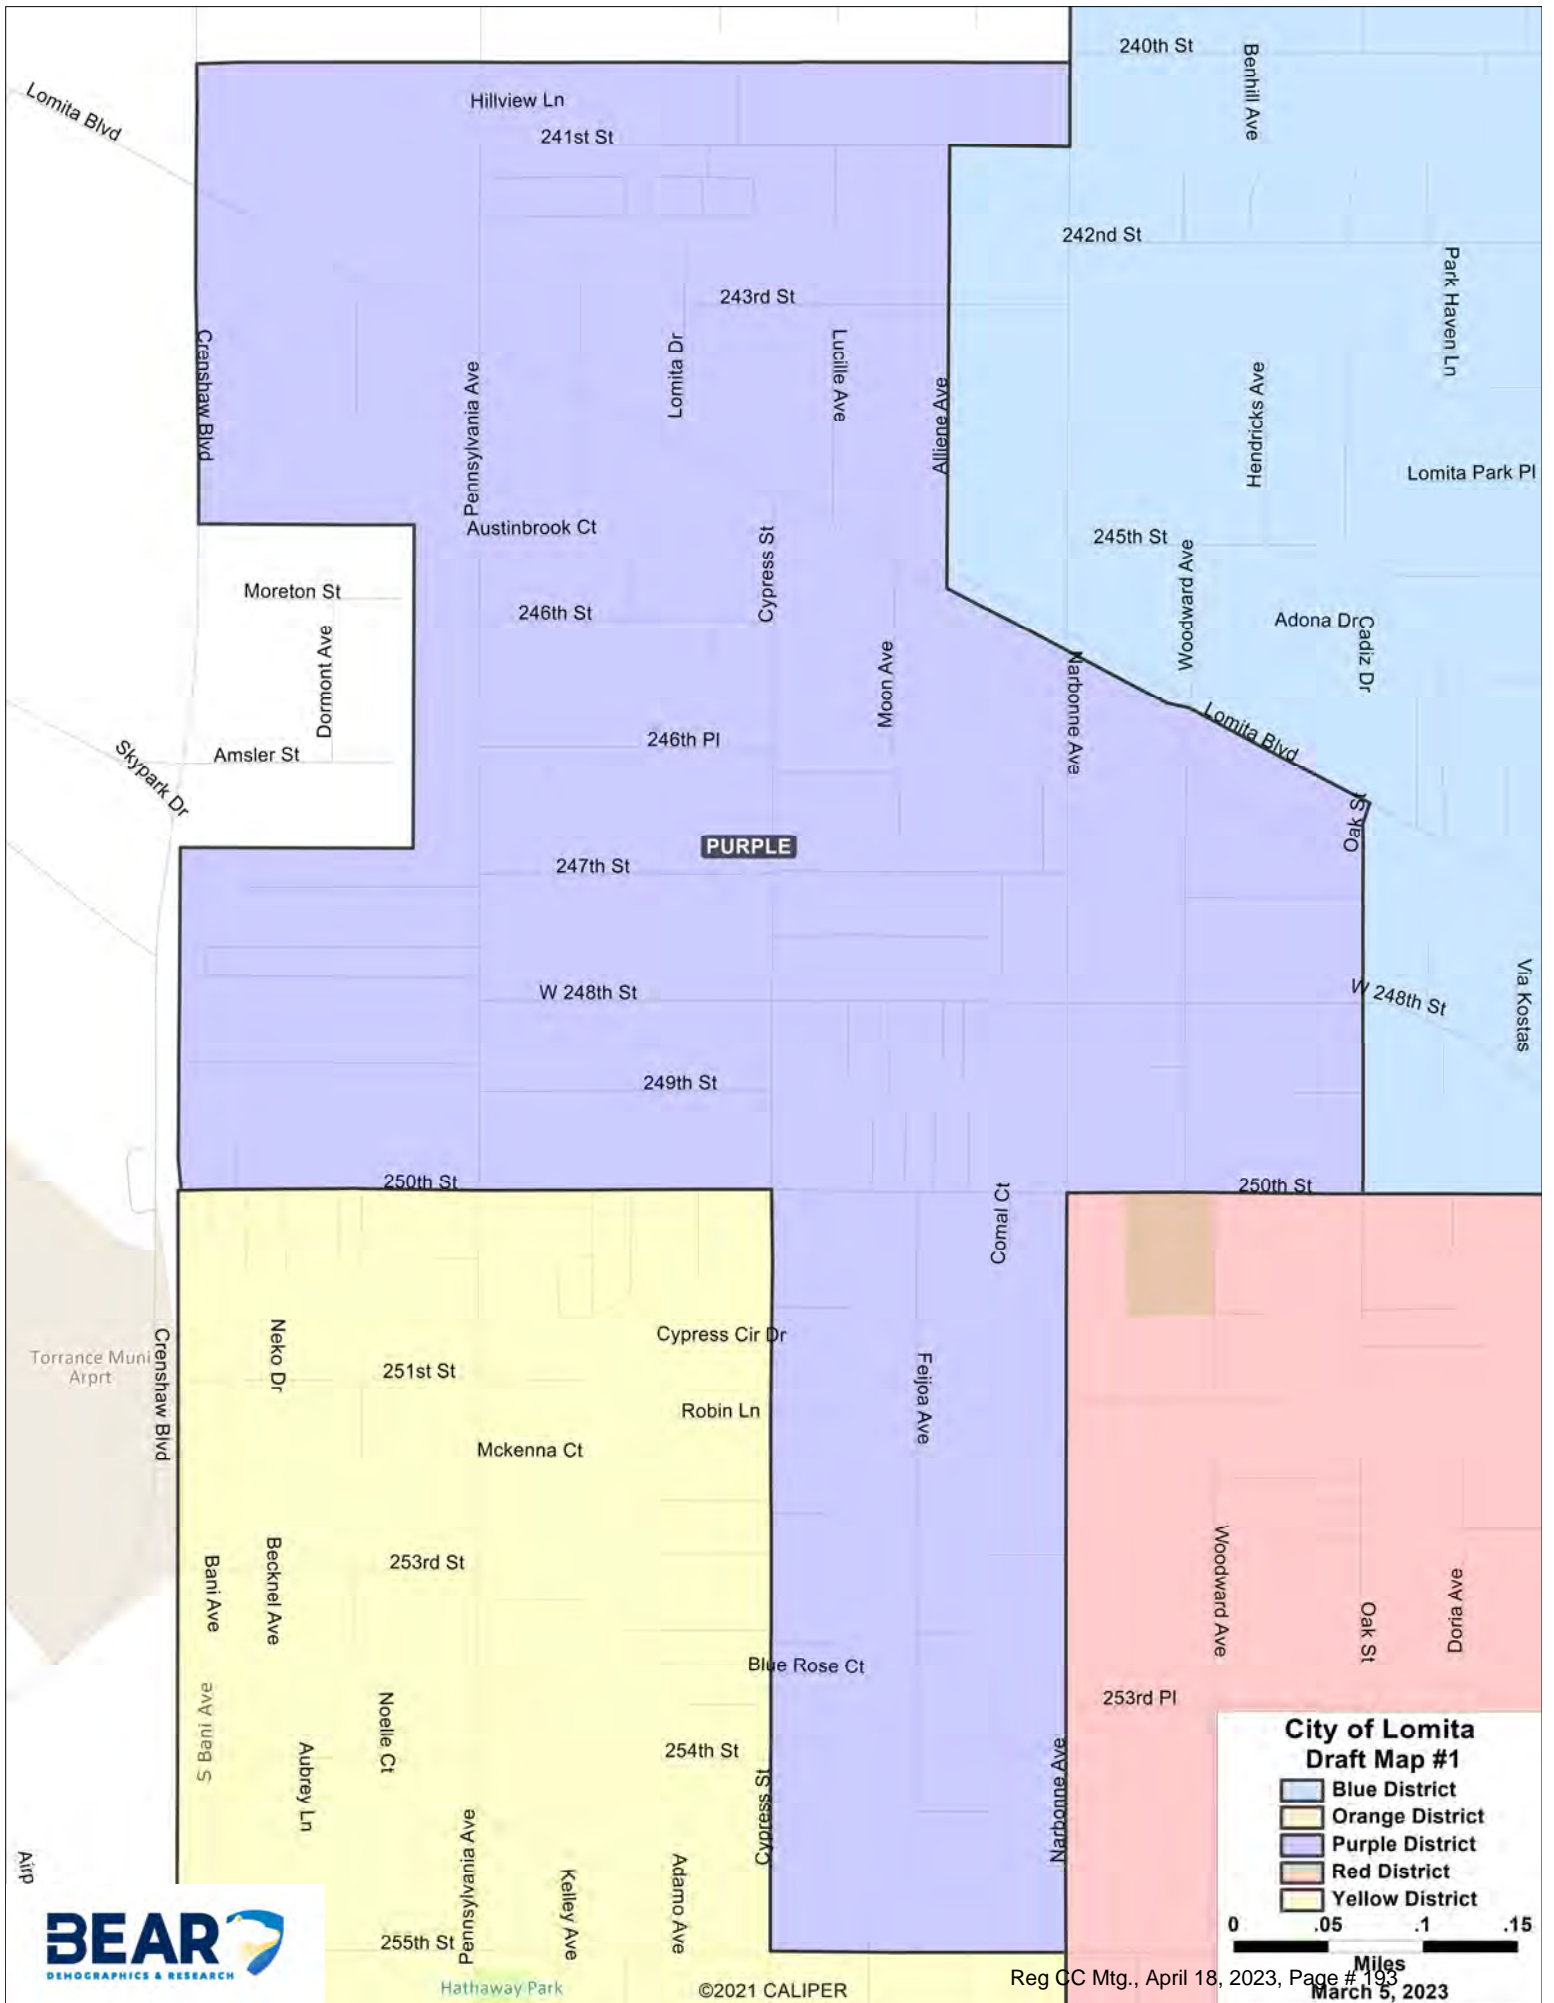 240th St
Benhill Ave
Lomita Blvd
Hillview Ln
241st St
242nd St
Park Haven Ln
243rd St
Crenshaw Blvd
Pennsylvania Ave
Lomita Dr
Lucille Ave
Alliene Ave
Hendricks Ave
Lomita Park Pl
Austinbrook Ct
Cypress St
245th St
Woodward Ave
Moreton St
246th St
Adona Dr
Cadiz Dr
Dormont Ave
Moon Ave
Narbonne Ave
Skypark Dr
Amsler St
246th Pl
Lomita Blvd
Oak St
PURPLE
247th St
W 248th St
W 248th St
Via Kostas
249th St
250th St
250th St
Comal Ct
Torrance Muni
Arprt
Crenshaw Blvd
Neko Dr
251st St
Cypress Cir Dr
Robin Ln
Feijoa Ave
Mckenna Ct
Bani Ave
Becknel Ave
253rd St
Woodward Ave
Oak St
Doria Ave
Blue Rose Ct
S Bani Ave
Noelle Ct
253rd Pl
Aubrey Ln
254th St
Cypress St
Narbonne Ave
Airp
Pennsylvania Ave
Kelley Ave
Adamo Ave
255th St
Hathaway Park
City of Lomita
Draft Map #1
Blue District
Orange District
Purple District
Red District
Yellow District
0 .05 .1 .15
Miles
March 5, 2023
BEAR
DEMOGRAPHICS & RESEARCH
©2021 CALIPER
Reg CC Mtg., April 18, 2023, Page # 193